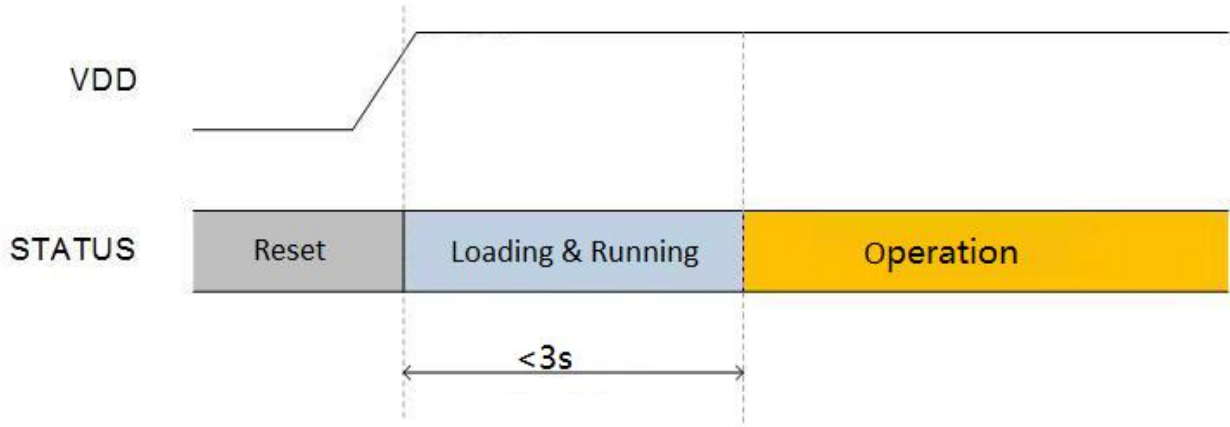 VDD
STATUS
Reset
Loading & Running
Operation
<3s